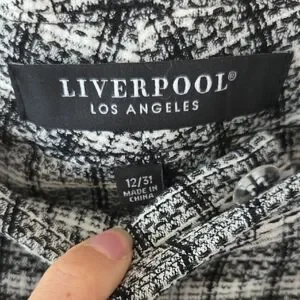 LIVERPOOL®
LOS ANGELES
12/31
MADE IN
CHINA